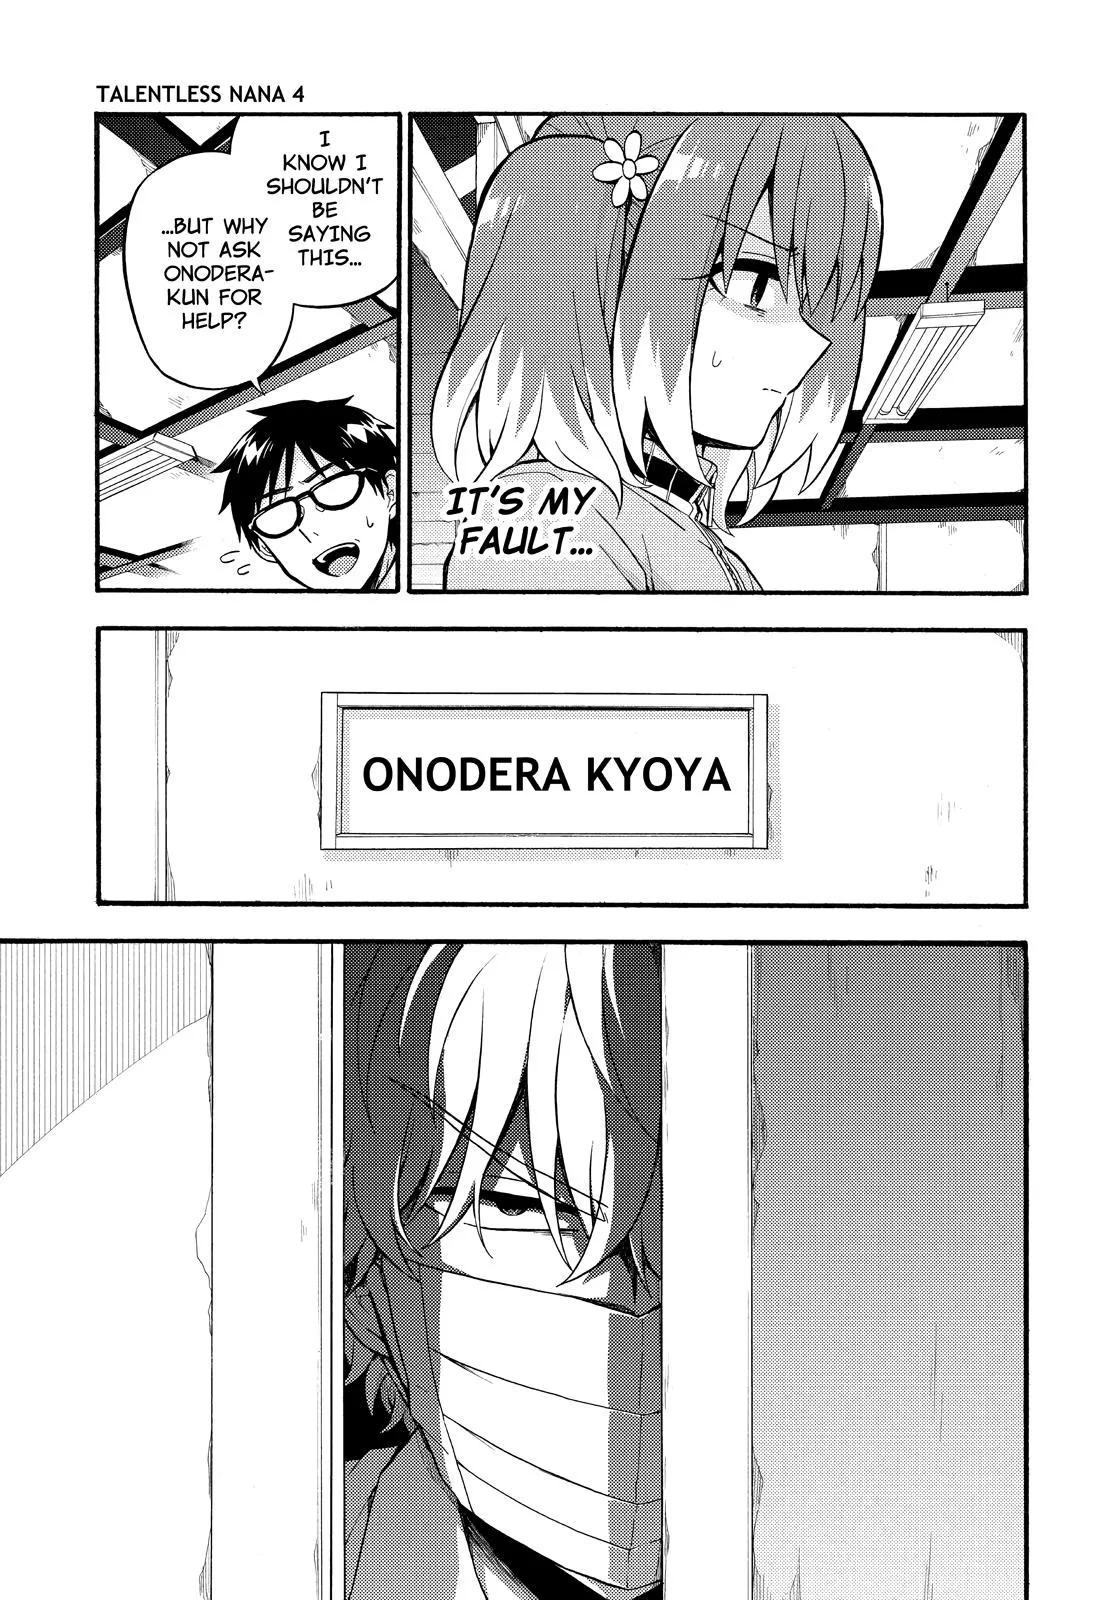 TALENTLESS NANA 4
IT'S MY
FAULT...
I
KNOW I
SHOULDN'T
BE
SAYING
THIS...
...BUT WHY
NOT ASK
ONODERA-
KUN FOR
HELP?
ONODERA KYOYA